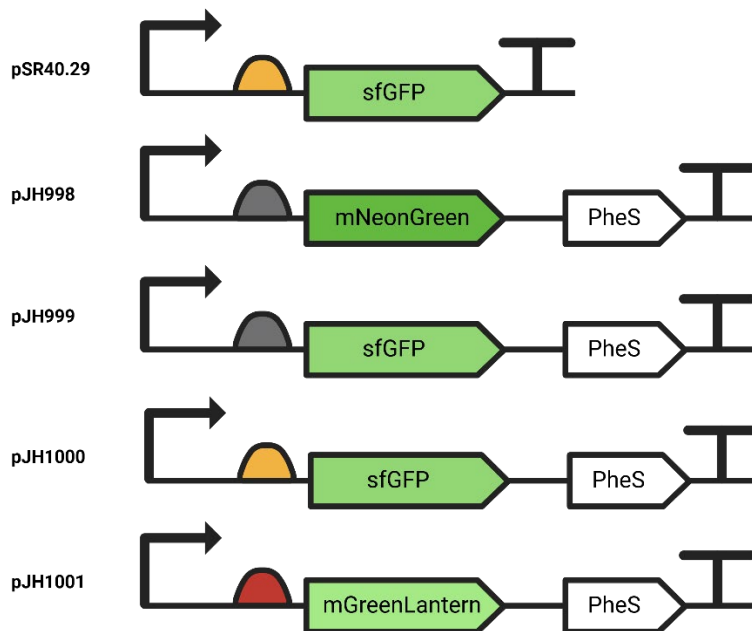 pSR40.29
sfGFP
pJH998
mNeonGreen
PheS
pJH999
sfGFP
PheS
pJH1000
sfGFP
PheS
pJH1001
mGreenLantern
PheS